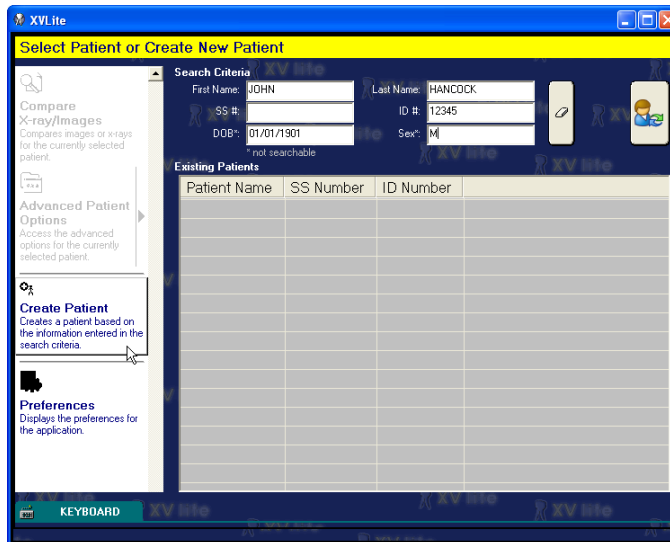 XVLite
Select Patient or Create New Patient
Compare
X-ray/Images
Compares images or x-rays
for the currently selected
patient.
Advanced Patient
Options
Access the advanced
options for the currently
selected patient.
Create Patient
Creates a patient based on
the information entered in the
search criteria.
Preferences
Displays the preferences for
the application.
Search Criteria
First Name: JOHN Last Name: HANCOCK
SS #: ID #: 12345
DOB*: 01/01/1901 Sex*: M
* not searchable
Existing Patients
Patient Name SS Number ID Number
KEYBOARD
XV lite